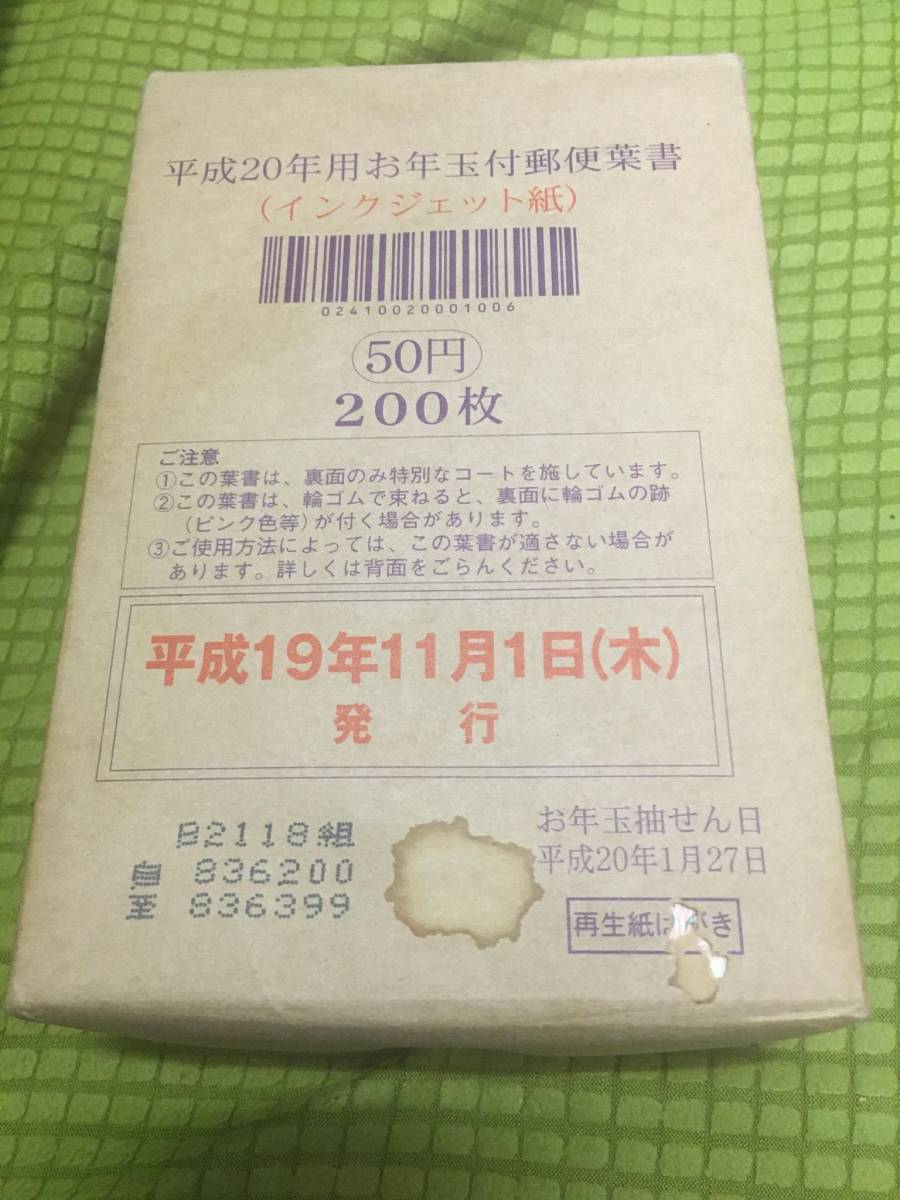 平成20年用お年玉付郵便葉書
(インクジェット紙)
02410020001006
50円
200枚
ご注意
①この葉書は、裏面のみ特別なコートを施しています。
②この葉書は、輪ゴムで束ねると、裏面に輪ゴムの跡
(ピンク色等)が付く場合があります。
③ご使用方法によっては、この葉書が適さない場合が
あります。詳しくは背面をごらんください。
平成19年11月1日(木)
発 行
B2118組
自 836200
至 836399
お年玉抽せん日
平成20年1月27日
再生紙はがき